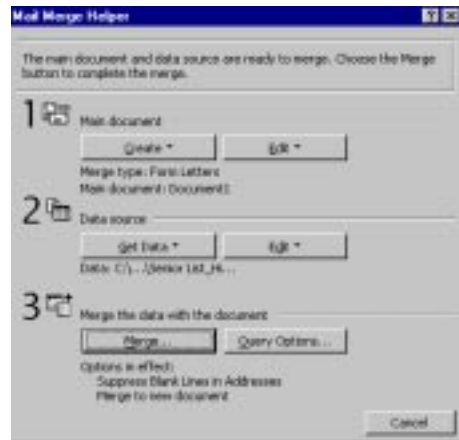 Mail Merge Helper
The main document and data source are ready to merge. Choose the Merge
button to complete the merge.
1 Main document
Create Edit
Merge type: Form Letters
Main document: Document1
2 Data source
Get Data Edit
Data: C:\...\Senior List_Hi...
3 Merge the data with the document
Merge... Query Options...
Options in effect:
Suppress Blank Lines in Addresses
Merge to new document
Cancel